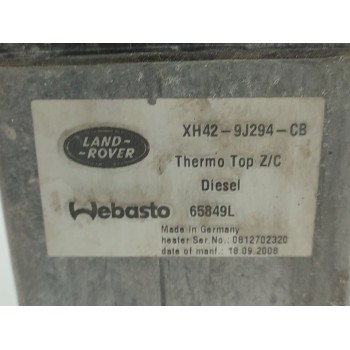 LAND-
-ROVER
XH42-9J294-CB
Thermo Top Z/C
Diesel
Webasto 65849L
Made in Germany
heater Ser No.: 0812702320
date of manf.: 18.09.2008